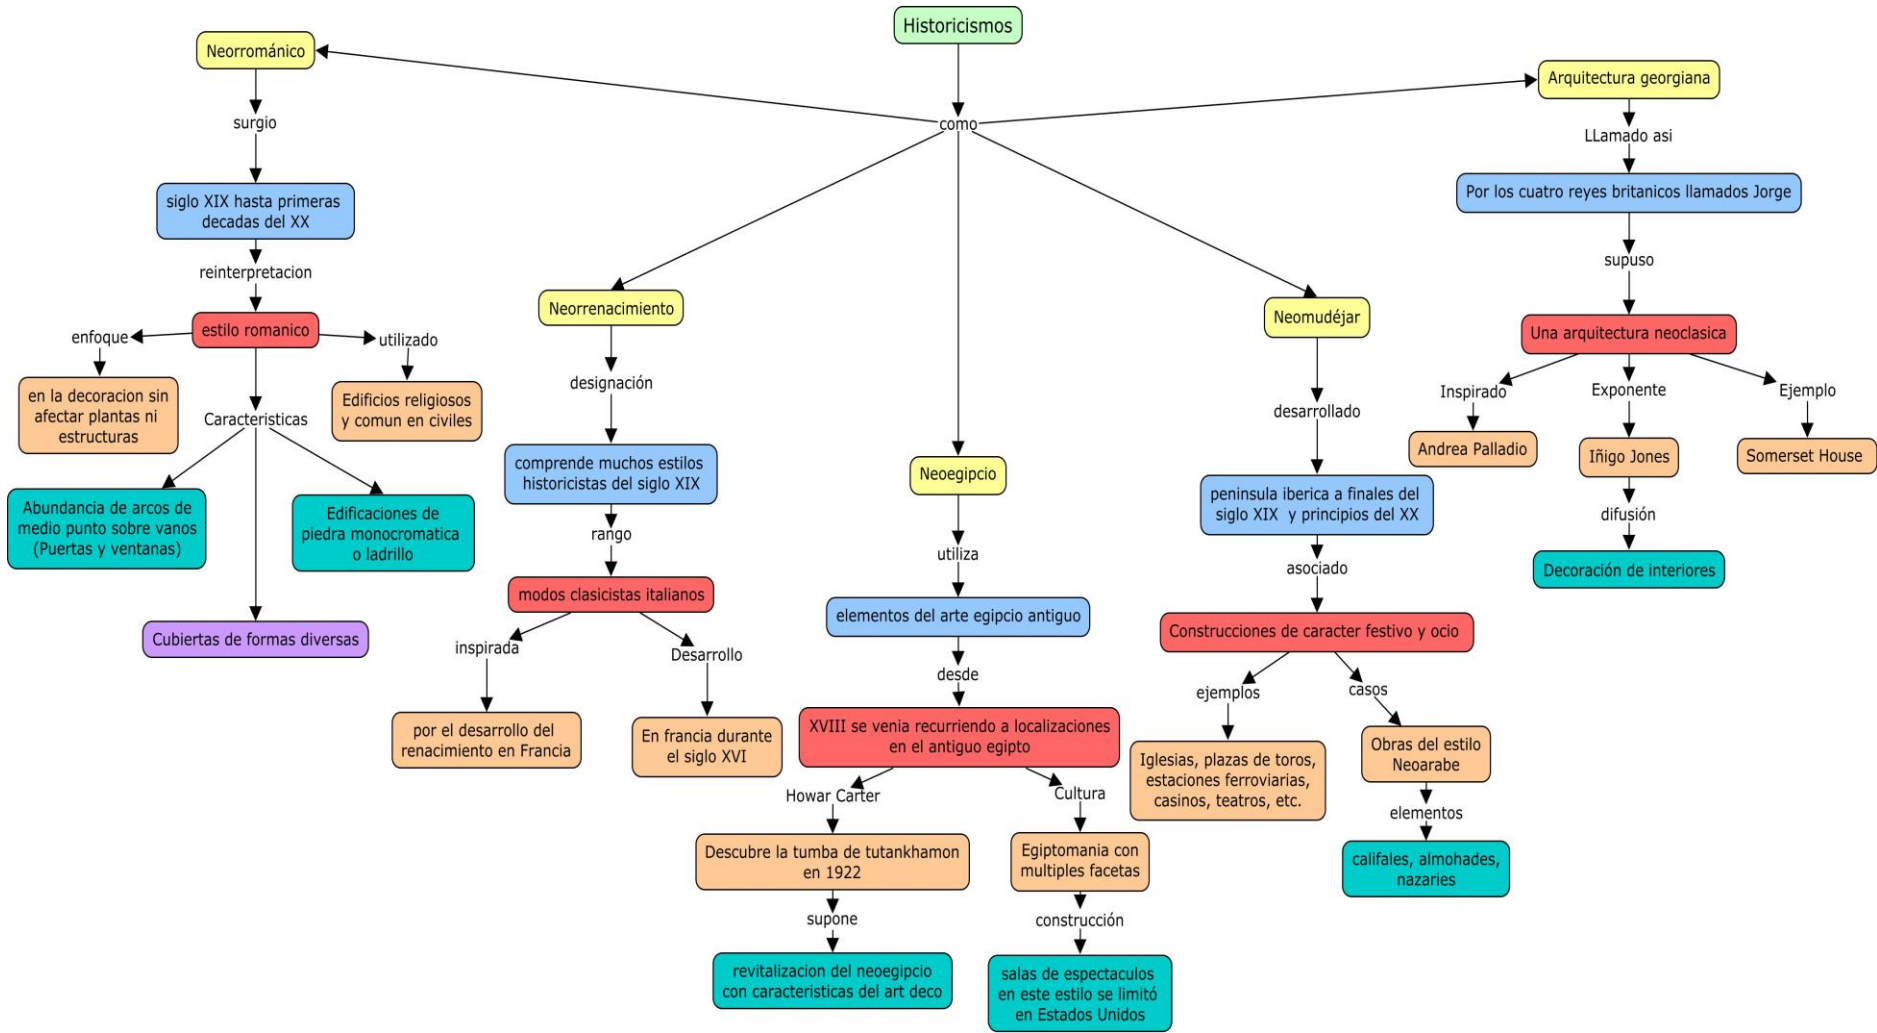 Historicismos
como
Neorrománico
surgio
siglo XIX hasta primeras
decadas del XX
reinterpretacion
estilo romanico
enfoque
en la decoracion sin
afectar plantas ni
estructuras
utilizado
Edificios religiosos
y comun en civiles
Caracteristicas
Abundancia de arcos de
medio punto sobre vanos
(Puertas y ventanas)
Edificaciones de
piedra monocromatica
o ladrillo
Cubiertas de formas diversas
Neorrenacimiento
designación
comprende muchos estilos
historicistas del siglo XIX
rango
modos clasicistas italianos
inspirada
por el desarrollo del
renacimiento en Francia
Desarrollo
En francia durante
el siglo XVI
Neoegipcio
utiliza
elementos del arte egipcio antiguo
desde
XVIII se venia recurriendo a localizaciones
en el antiguo egipto
Howar Carter
Descubre la tumba de tutankhamon
en 1922
supone
revitalizacion del neoegipcio
con caracteristicas del art deco
Cultura
Egiptomania con
multiples facetas
construcción
salas de espectaculos
en este estilo se limitó
en Estados Unidos
Neomudéjar
desarrollado
peninsula iberica a finales del
siglo XIX y principios del XX
asociado
Construcciones de caracter festivo y ocio
ejemplos
Iglesias, plazas de toros,
estaciones ferroviarias,
casinos, teatros, etc.
casos
Obras del estilo
Neoarabe
elementos
califales, almohades,
nazaries
Arquitectura georgiana
LLamado asi
Por los cuatro reyes britanicos llamados Jorge
supuso
Una arquitectura neoclasica
Inspirado
Andrea Palladio
Exponente
Iñigo Jones
difusión
Decoración de interiores
Ejemplo
Somerset House